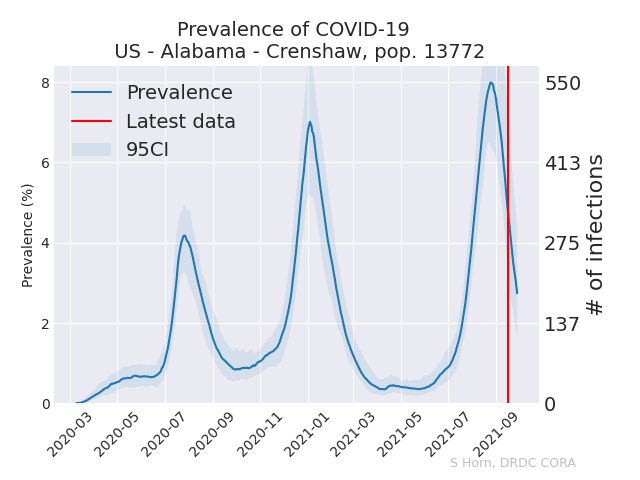 Prevalence of COVID-19
US - Alabama - Crenshaw, pop. 13772
Prevalence
Latest data
95CI
Prevalence (%)
8
6
4
2
0
550
413
275
137
0
# of infections
2020-03
2020-05
2020-07
2020-09
2020-11
2021-01
2021-03
2021-05
2021-07
2021-09
S Horn, DRDC CORA